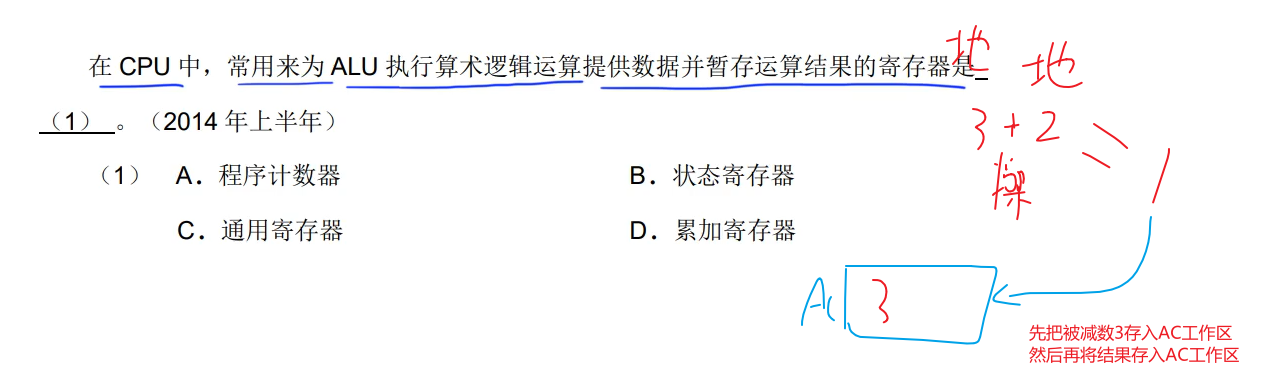 在 CPU 中，常用来为 ALU 执行算术逻辑运算提供数据并暂存运算结果的寄存器是
（1） 。（2014 年上半年）
（1） A．程序计数器 B．状态寄存器
C．通用寄存器 D．累加寄存器
地 地
3 + 2 = 1
操
AC 3
先把被减数3存入AC工作区
然后再将结果存入AC工作区